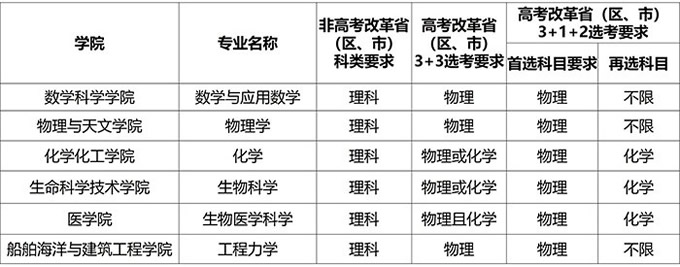 学院 专业名称 非高考改革省（区、市）科类要求 高考改革省（区、市）3+3选考要求 高考改革省（区、市）3+1+2选考要求
首选科目要求 再选科目
数学科学学院 数学与应用数学 理科 物理 物理 不限
物理与天文学院 物理学 理科 物理 物理 不限
化学化工学院 化学 理科 物理或化学 物理 化学
生命科学技术学院 生物科学 理科 物理或化学 物理 化学
医学院 生物医学科学 理科 物理且化学 物理 化学
船舶海洋与建筑工程学院 工程力学 理科 物理 物理 不限